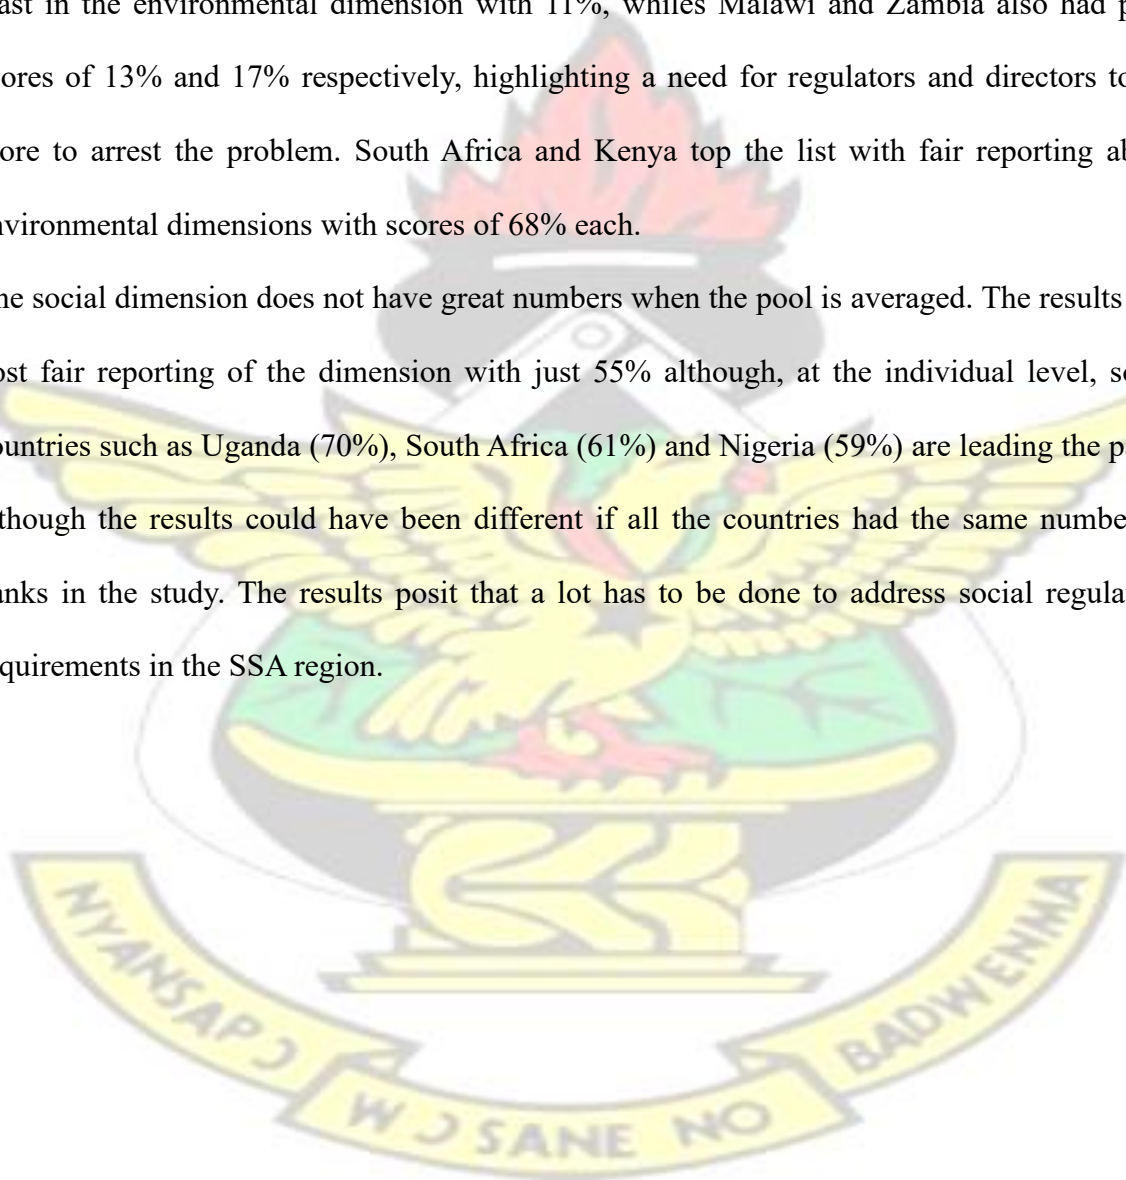 ast in the environmental dimension with 11%, whiles Malawi and Zambia also had p
ores of 13% and 17% respectively, highlighting a need for regulators and directors to
ore to arrest the problem. South Africa and Kenya top the list with fair reporting ab
nvironmental dimensions with scores of 68% each.
ne social dimension does not have great numbers when the pool is averaged. The results
ost fair reporting of the dimension with just 55% although, at the individual level, so
ountries such as Uganda (70%), South Africa (61%) and Nigeria (59%) are leading the p
though the results could have been different if all the countries had the same numbe
anks in the study. The results posit that a lot has to be done to address social regula
quirements in the SSA region.
NYANSAPƆ
WƆSANE NO
BADWENMA